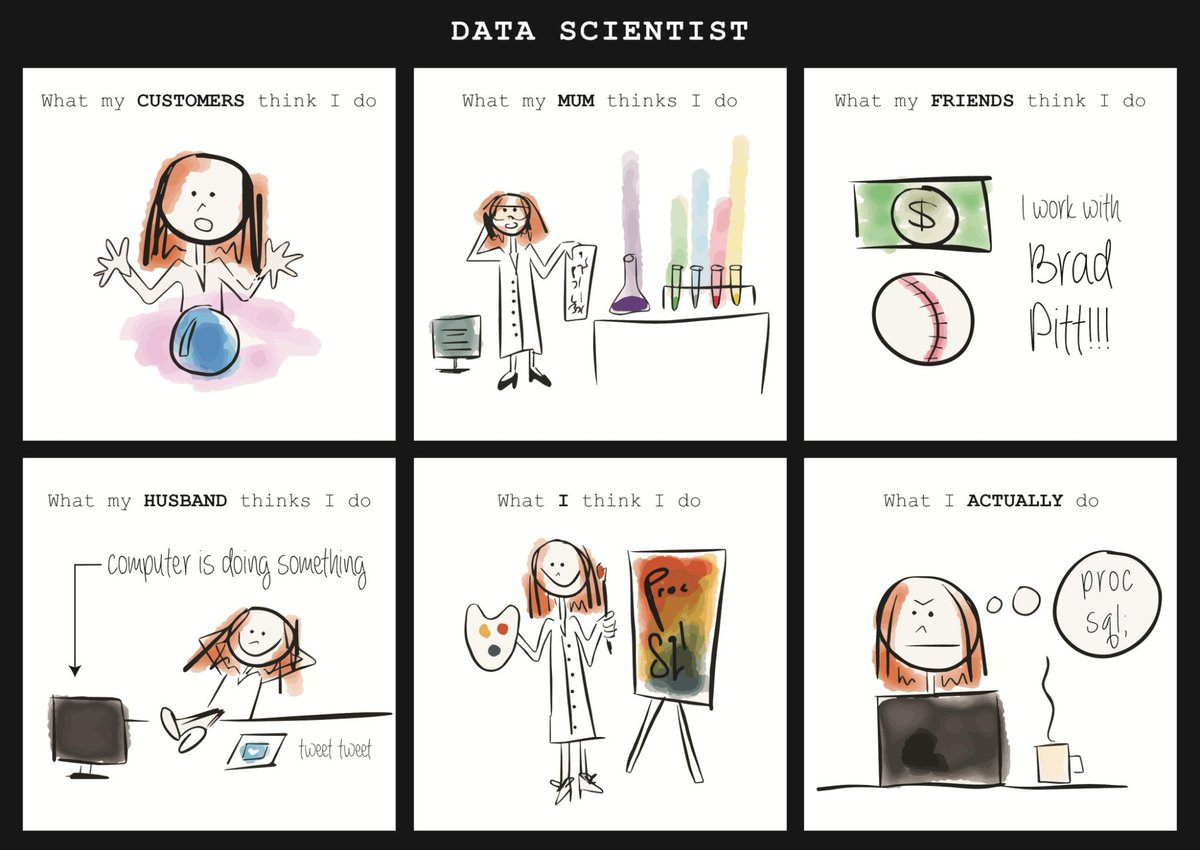 DATA SCIENTIST
What my CUSTOMERS think I do
What my MUM thinks I do
What my FRIENDS think I do
$
I work with
Brad
Pitt!!!
What my HUSBAND thinks I do
computer is doing something
tweet tweet
What I think I do
Proc
Sql
What I ACTUALLY do
proc
sql;